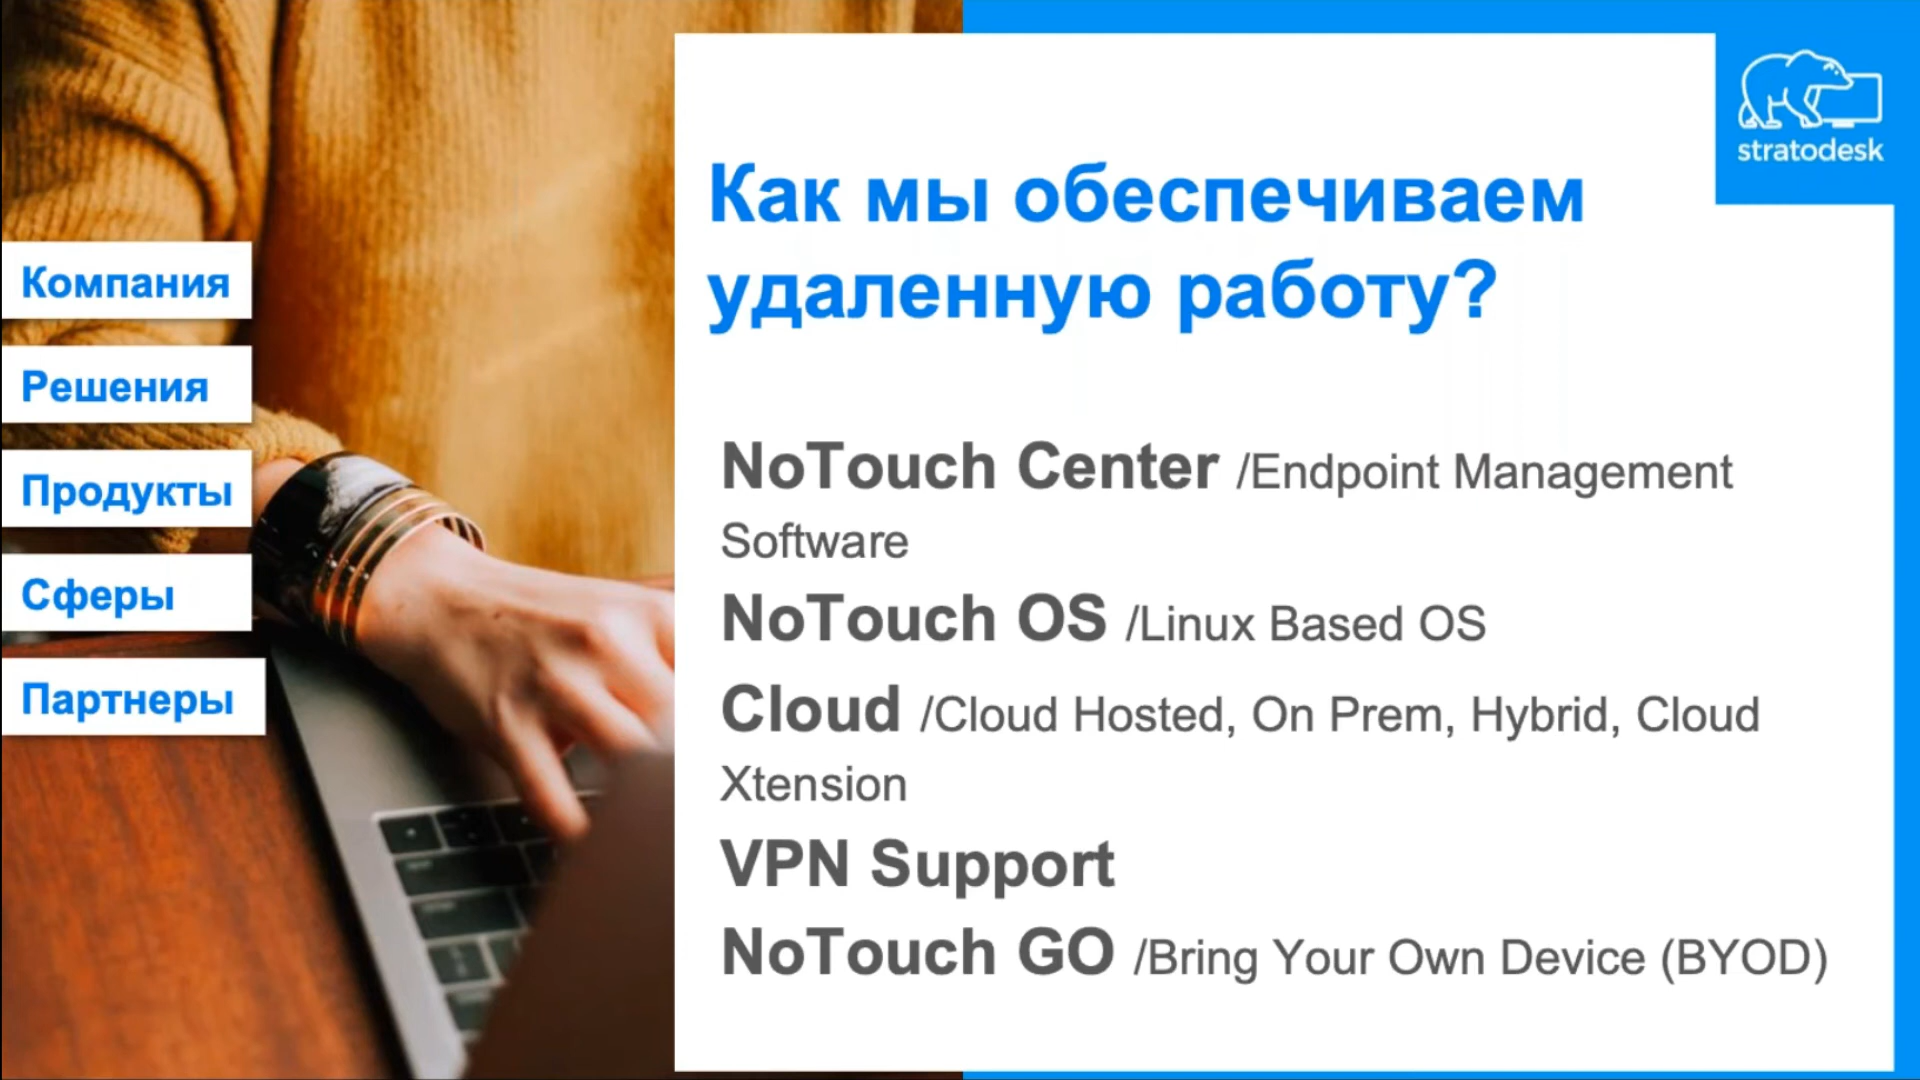 Компания
Решения
Продукты
Сферы
Партнеры
stratodesk
Как мы обеспечиваем
удаленную работу?
NoTouch Center /Endpoint Management
Software
NoTouch OS /Linux Based OS
Cloud /Cloud Hosted, On Prem, Hybrid, Cloud
Xtension
VPN Support
NoTouch GO /Bring Your Own Device (BYOD)